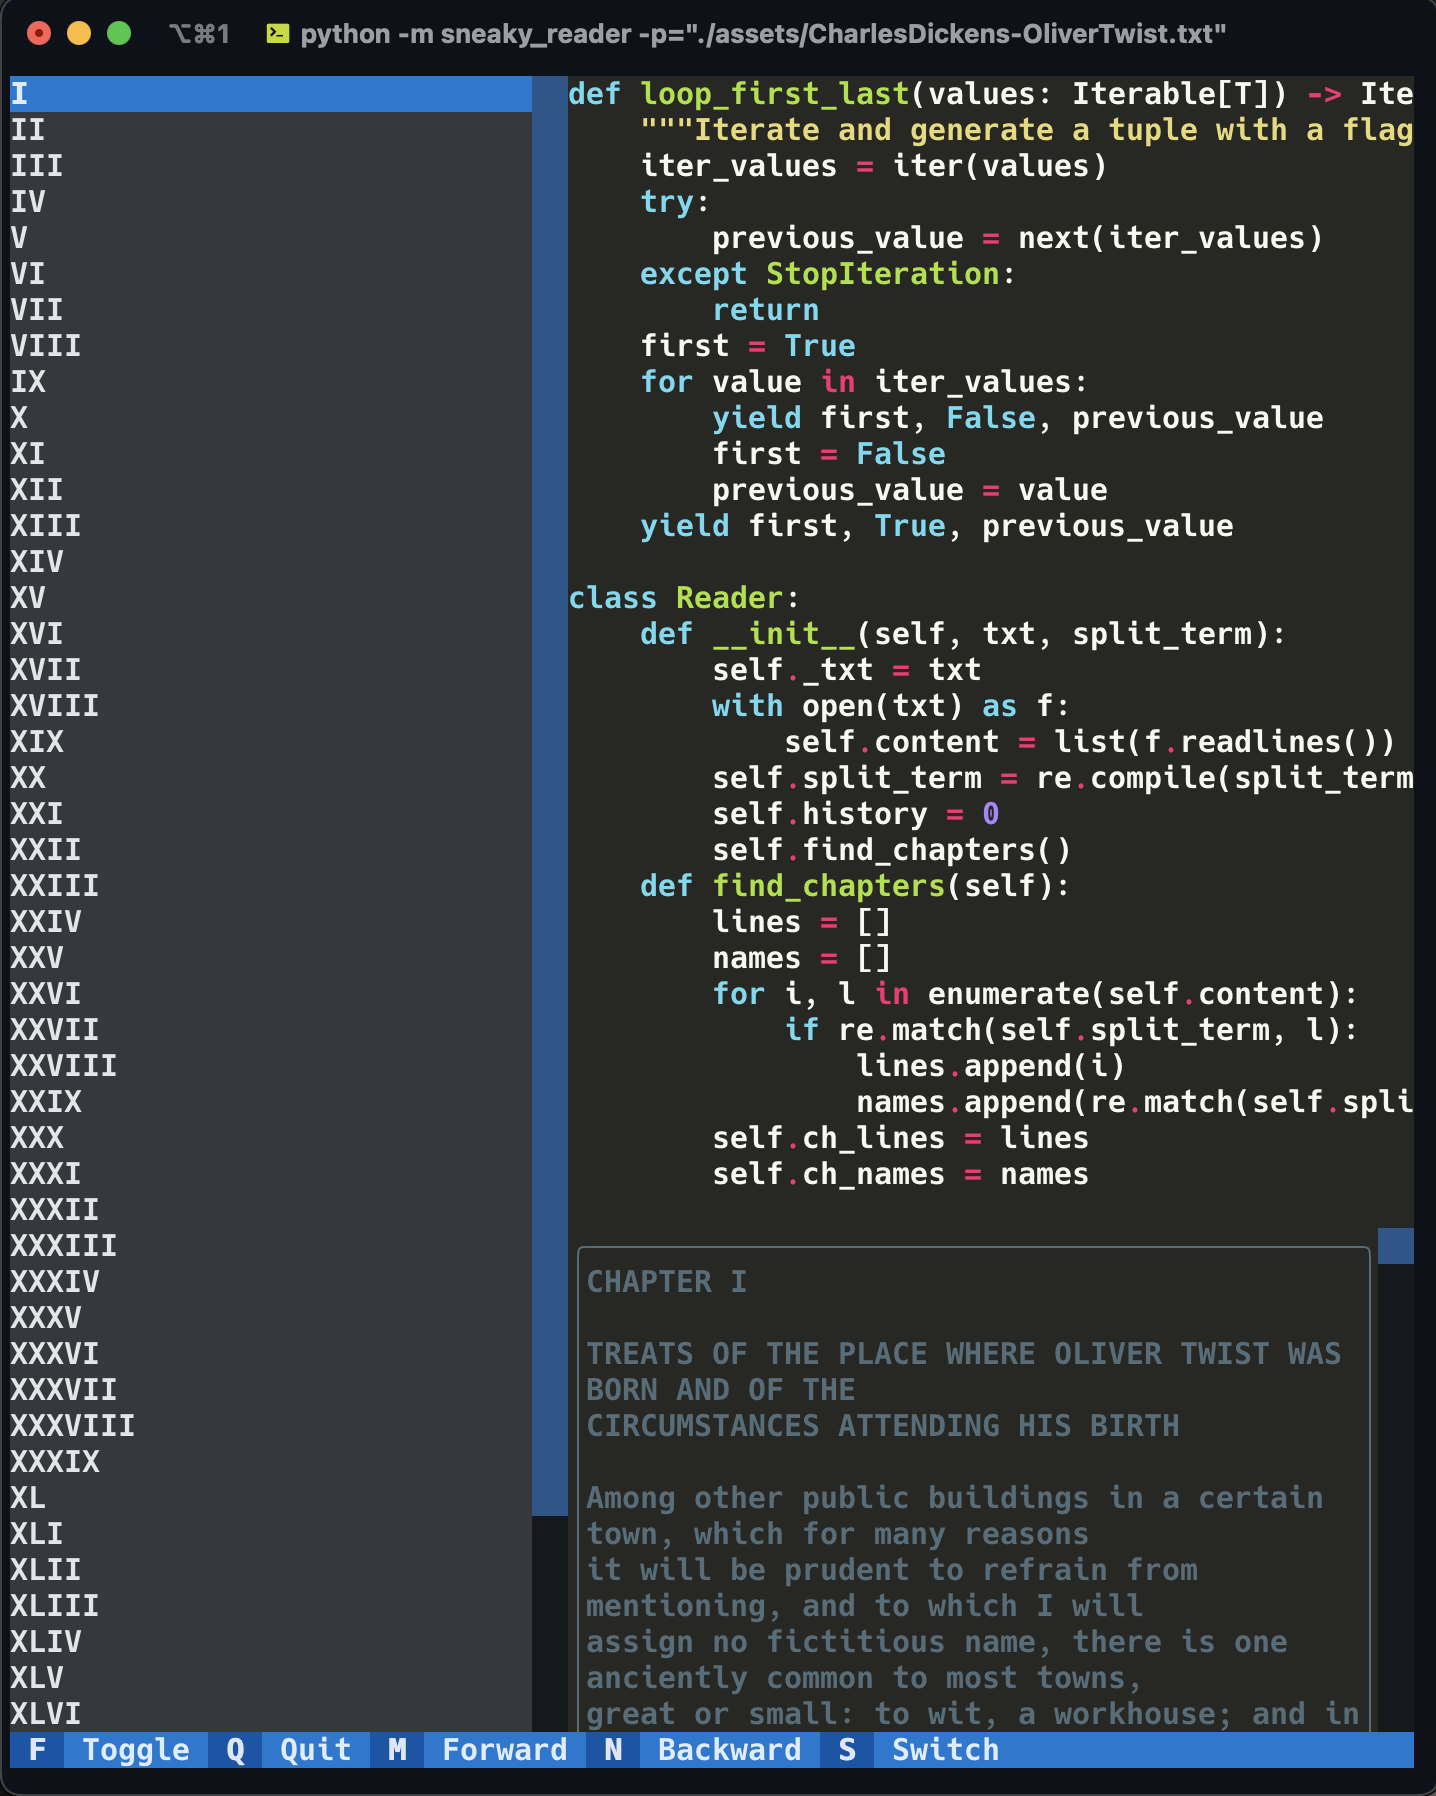 ⌥⌘1 python -m sneaky_reader -p="./assets/CharlesDickens-OliverTwist.txt"
I
II
III
IV
V
VI
VII
VIII
IX
X
XI
XII
XIII
XIV
XV
XVI
XVII
XVIII
XIX
XX
XXI
XXII
XXIII
XXIV
XXV
XXVI
XXVII
XXVIII
XXIX
XXX
XXXI
XXXII
XXXIII
XXXIV
XXXV
XXXVI
XXXVII
XXXVIII
XXXIX
XL
XLI
XLII
XLIII
XLIV
XLV
XLVI
def loop_first_last(values: Iterable[T]) -> Ite
    """Iterate and generate a tuple with a flag
    iter_values = iter(values)
    try:
        previous_value = next(iter_values)
    except StopIteration:
        return
    first = True
    for value in iter_values:
        yield first, False, previous_value
        first = False
        previous_value = value
    yield first, True, previous_value
class Reader:
    def __init__(self, txt, split_term):
        self._txt = txt
        with open(txt) as f:
            self.content = list(f.readlines())
        self.split_term = re.compile(split_term
        self.history = 0
        self.find_chapters()
    def find_chapters(self):
        lines = []
        names = []
        for i, l in enumerate(self.content):
            if re.match(self.split_term, l):
                lines.append(i)
                names.append(re.match(self.spli
        self.ch_lines = lines
        self.ch_names = names
CHAPTER I
TREATS OF THE PLACE WHERE OLIVER TWIST WAS
BORN AND OF THE
CIRCUMSTANCES ATTENDING HIS BIRTH
Among other public buildings in a certain
town, which for many reasons
it will be prudent to refrain from
mentioning, and to which I will
assign no fictitious name, there is one
anciently common to most towns,
great or small: to wit, a workhouse; and in
F Toggle Q Quit M Forward N Backward S Switch